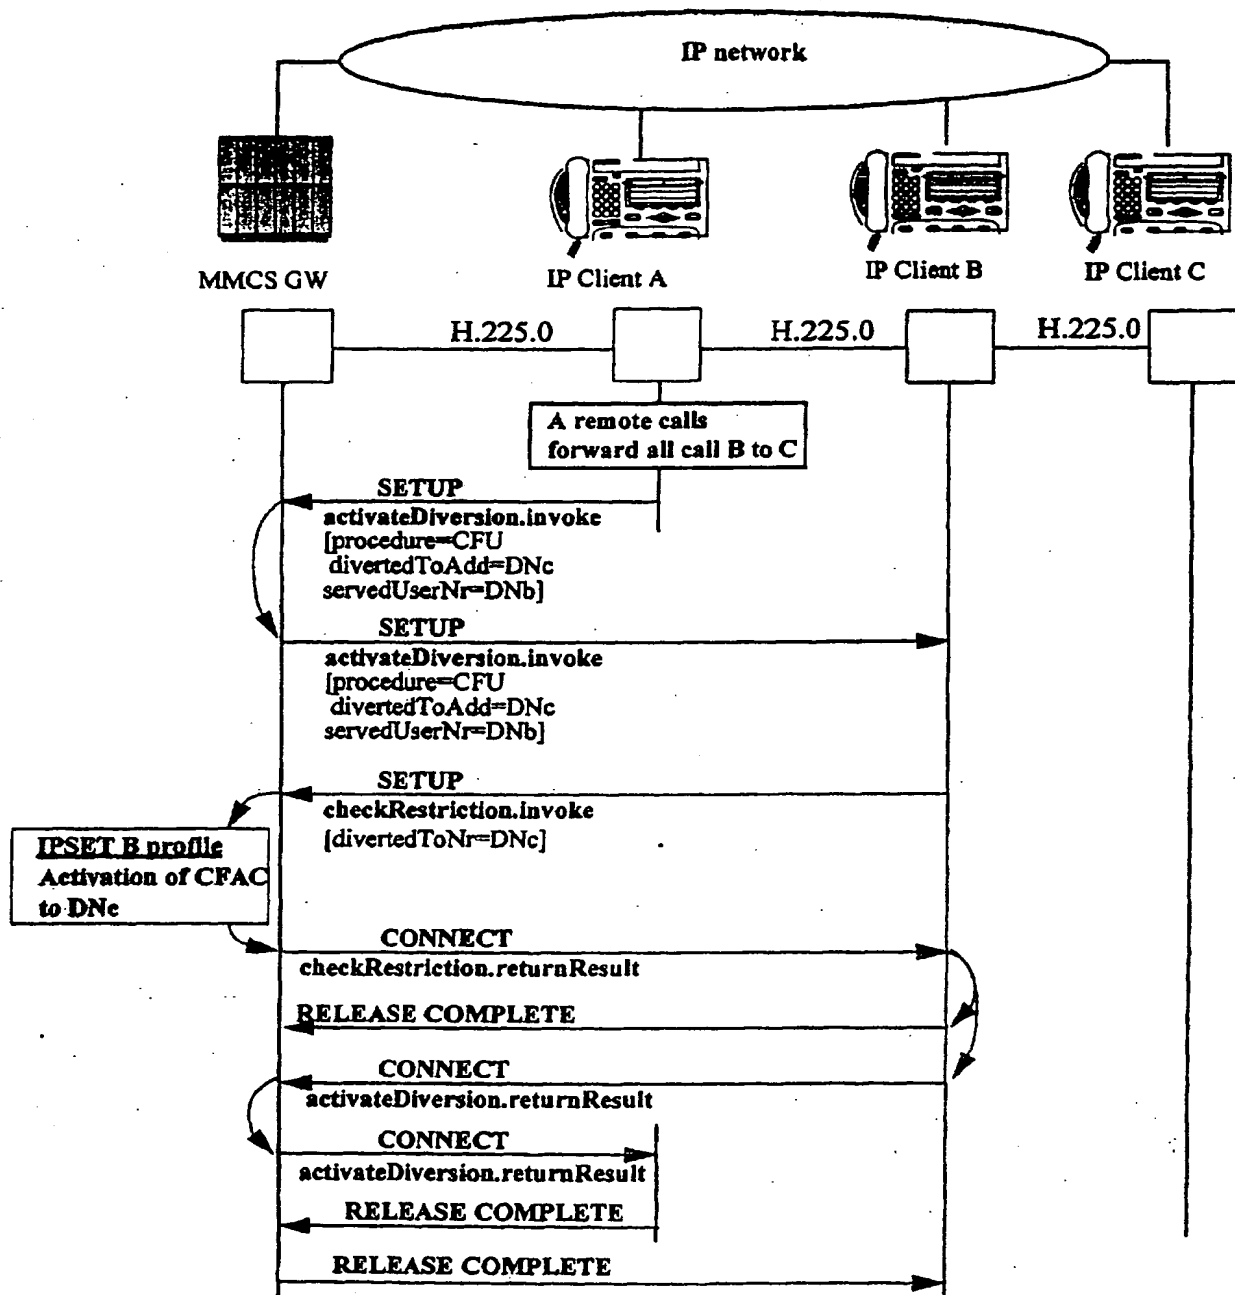 IP network
MMCS GW
IP Client A
IP Client B
IP Client C
H.225.0
H.225.0
H.225.0
A remote calls
forward all call B to C
SETUP
activateDiversion.invoke
[procedure=CFU
divertedToAdd=DNc
servedUserNr=DNb]
SETUP
activateDiversion.invoke
[procedure=CFU
divertedToAdd=DNc
servedUserNr=DNb]
SETUP
checkRestriction.invoke
[divertedToNr=DNc]
IPSET B profile
Activation of CFAC
to DNc
CONNECT
checkRestriction.returnResult
RELEASE COMPLETE
CONNECT
activateDiversion.returnResult
CONNECT
activateDiversion.returnResult
RELEASE COMPLETE
RELEASE COMPLETE